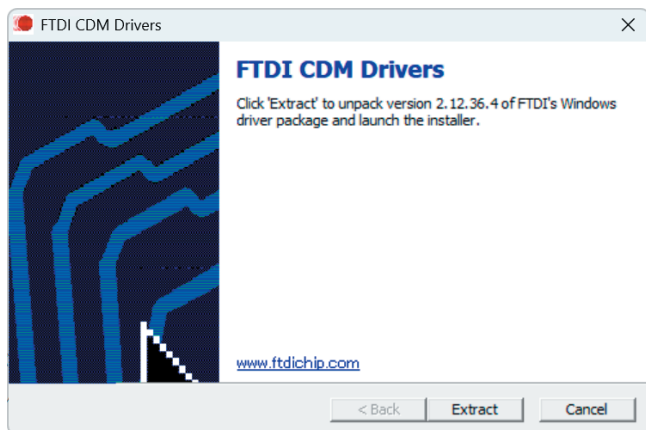 FTDI CDM Drivers
FTDI CDM Drivers
Click 'Extract' to unpack version 2.12.36.4 of FTDI's Windows
driver package and launch the installer.
www.ftdichip.com
< Back
Extract
Cancel